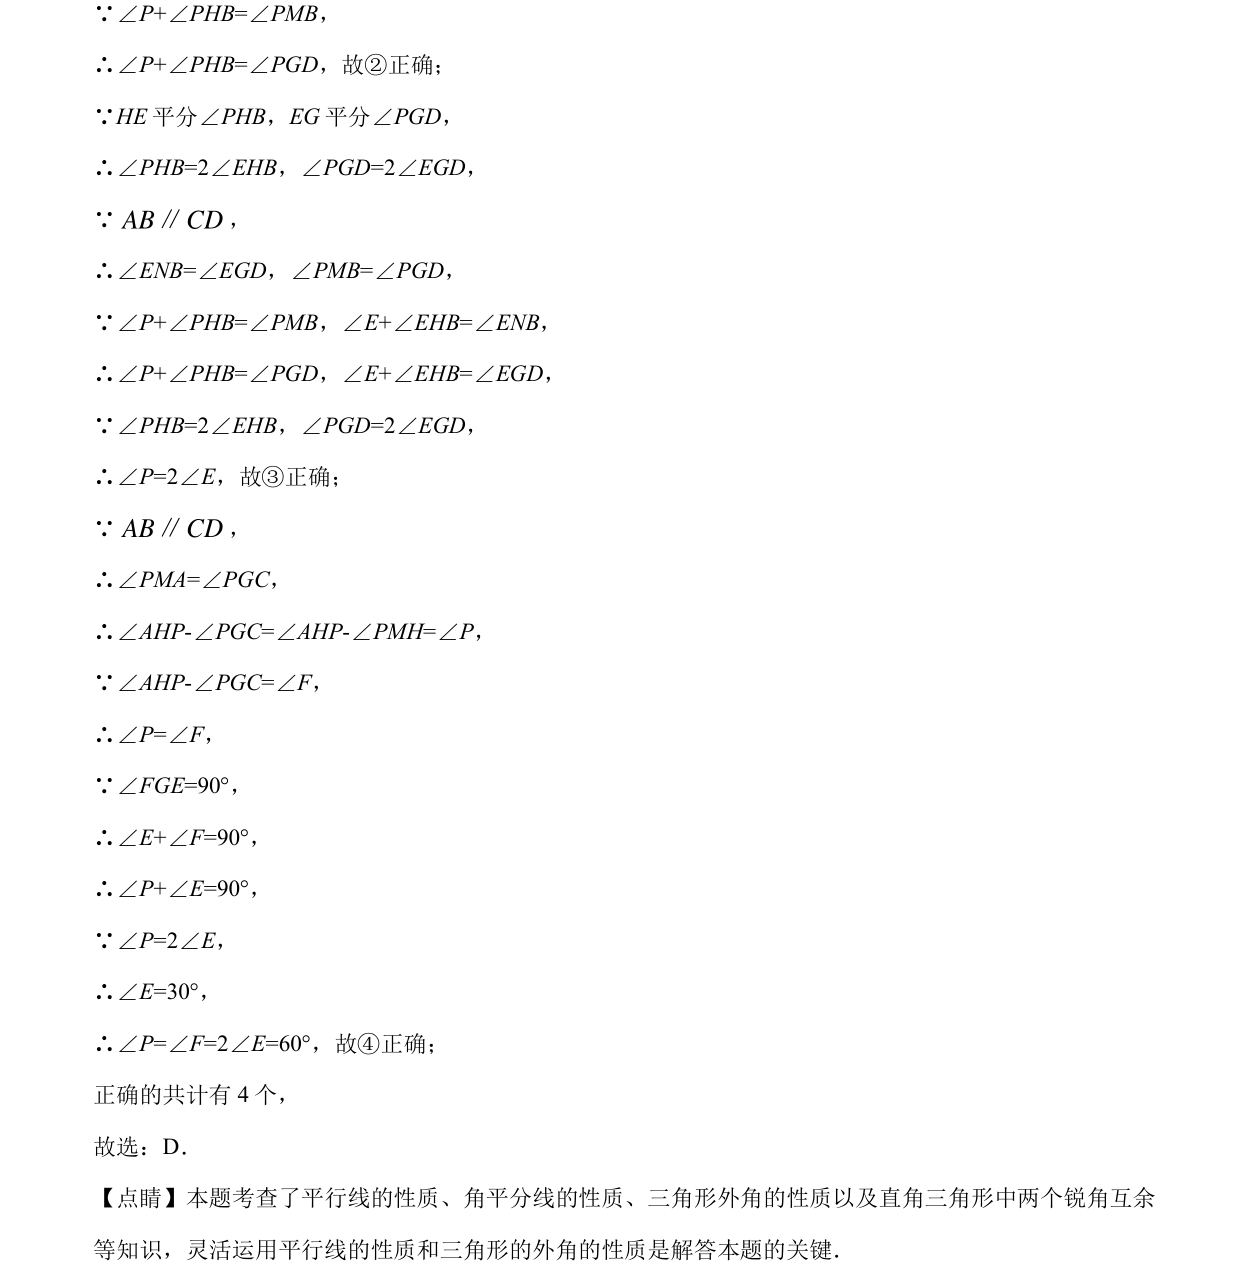 ∵∠P+∠PHB=∠PMB，
∴∠P+∠PHB=∠PGD，故②正确；
∵HE 平分∠PHB，EG 平分∠PGD，
∴∠PHB=2∠EHB，∠PGD=2∠EGD，
∵ AB∥CD，
∴∠ENB=∠EGD，∠PMB=∠PGD，
∵∠P+∠PHB=∠PMB，∠E+∠EHB=∠ENB，
∴∠P+∠PHB=∠PGD，∠E+∠EHB=∠EGD，
∵∠PHB=2∠EHB，∠PGD=2∠EGD，
∴∠P=2∠E，故③正确；
∵ AB∥CD，
∴∠PMA=∠PGC，
∴∠AHP-∠PGC=∠AHP-∠PMH=∠P，
∵∠AHP-∠PGC=∠F，
∴∠P=∠F，
∵∠FGE=90°，
∴∠E+∠F=90°，
∴∠P+∠E=90°，
∵∠P=2∠E，
∴∠E=30°，
∴∠P=∠F=2∠E=60°，故④正确；
正确的共计有 4 个，
故选：D．
【点睛】本题考查了平行线的性质、角平分线的性质、三角形外角的性质以及直角三角形中两个锐角互余
等知识，灵活运用平行线的性质和三角形的外角的性质是解答本题的关键．